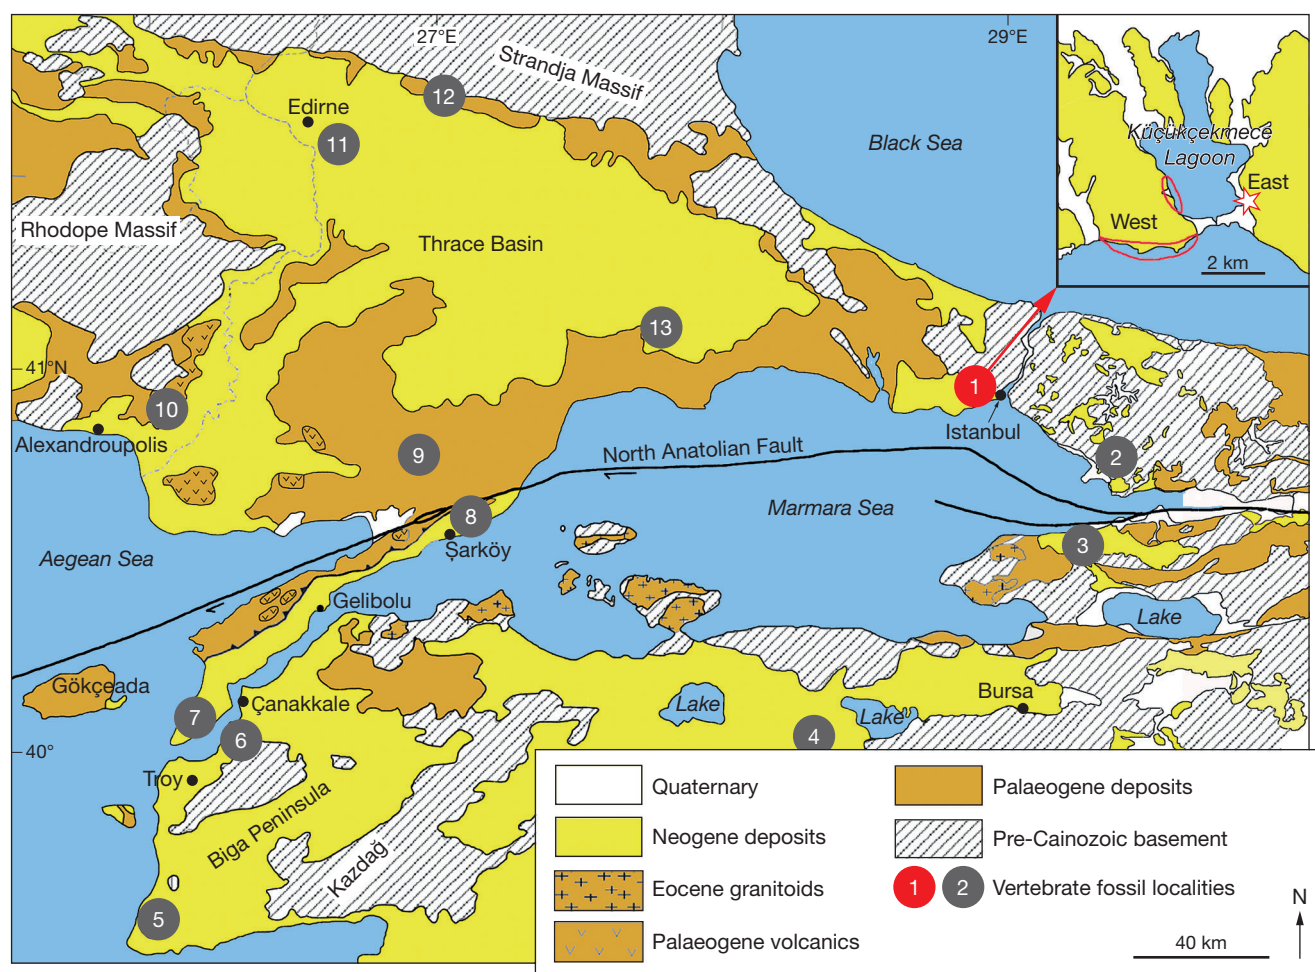 27°E
29°E
Strandja Massif
Edirne
12
11
Black Sea
Küçükçekmece
Lagoon
East
West
2 km
Rhodope Massif
Thrace Basin
13
41°N
1
10
Istanbul
Alexandroupolis
9
North Anatolian Fault
2
8
Marmara Sea
3
Aegean Sea
Şarköy
Gelibolu
Lake
Gökçeada
Çanakkale
7
6
Lake
Lake
Bursa
4
40°
Troy
Biga Peninsula
Kazdağ
5
Quaternary
Neogene deposits
Eocene granitoids
Palaeogene volcanics
Palaeogene deposits
Pre-Cainozoic basement
1 2 Vertebrate fossil localities
N
40 km